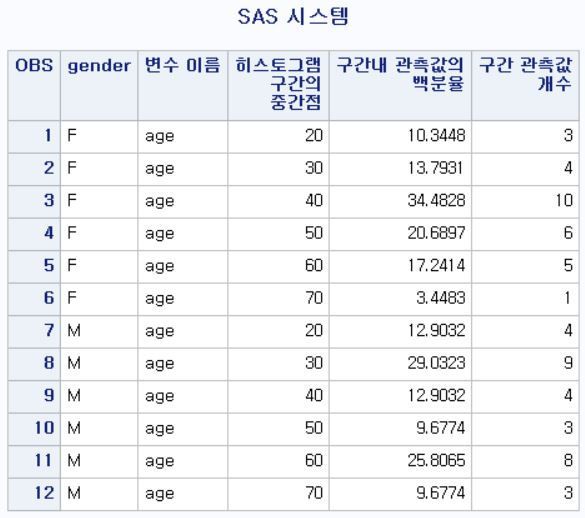 SAS 시스템
OBS gender 변수 이름 히스토그램 구간의 중간점 구간내 관측값의 백분율 구간 관측값 개수
1 F age 20 10.3448 3
2 F age 30 13.7931 4
3 F age 40 34.4828 10
4 F age 50 20.6897 6
5 F age 60 17.2414 5
6 F age 70 3.4483 1
7 M age 20 12.9032 4
8 M age 30 29.0323 9
9 M age 40 12.9032 4
10 M age 50 9.6774 3
11 M age 60 25.8065 8
12 M age 70 9.6774 3